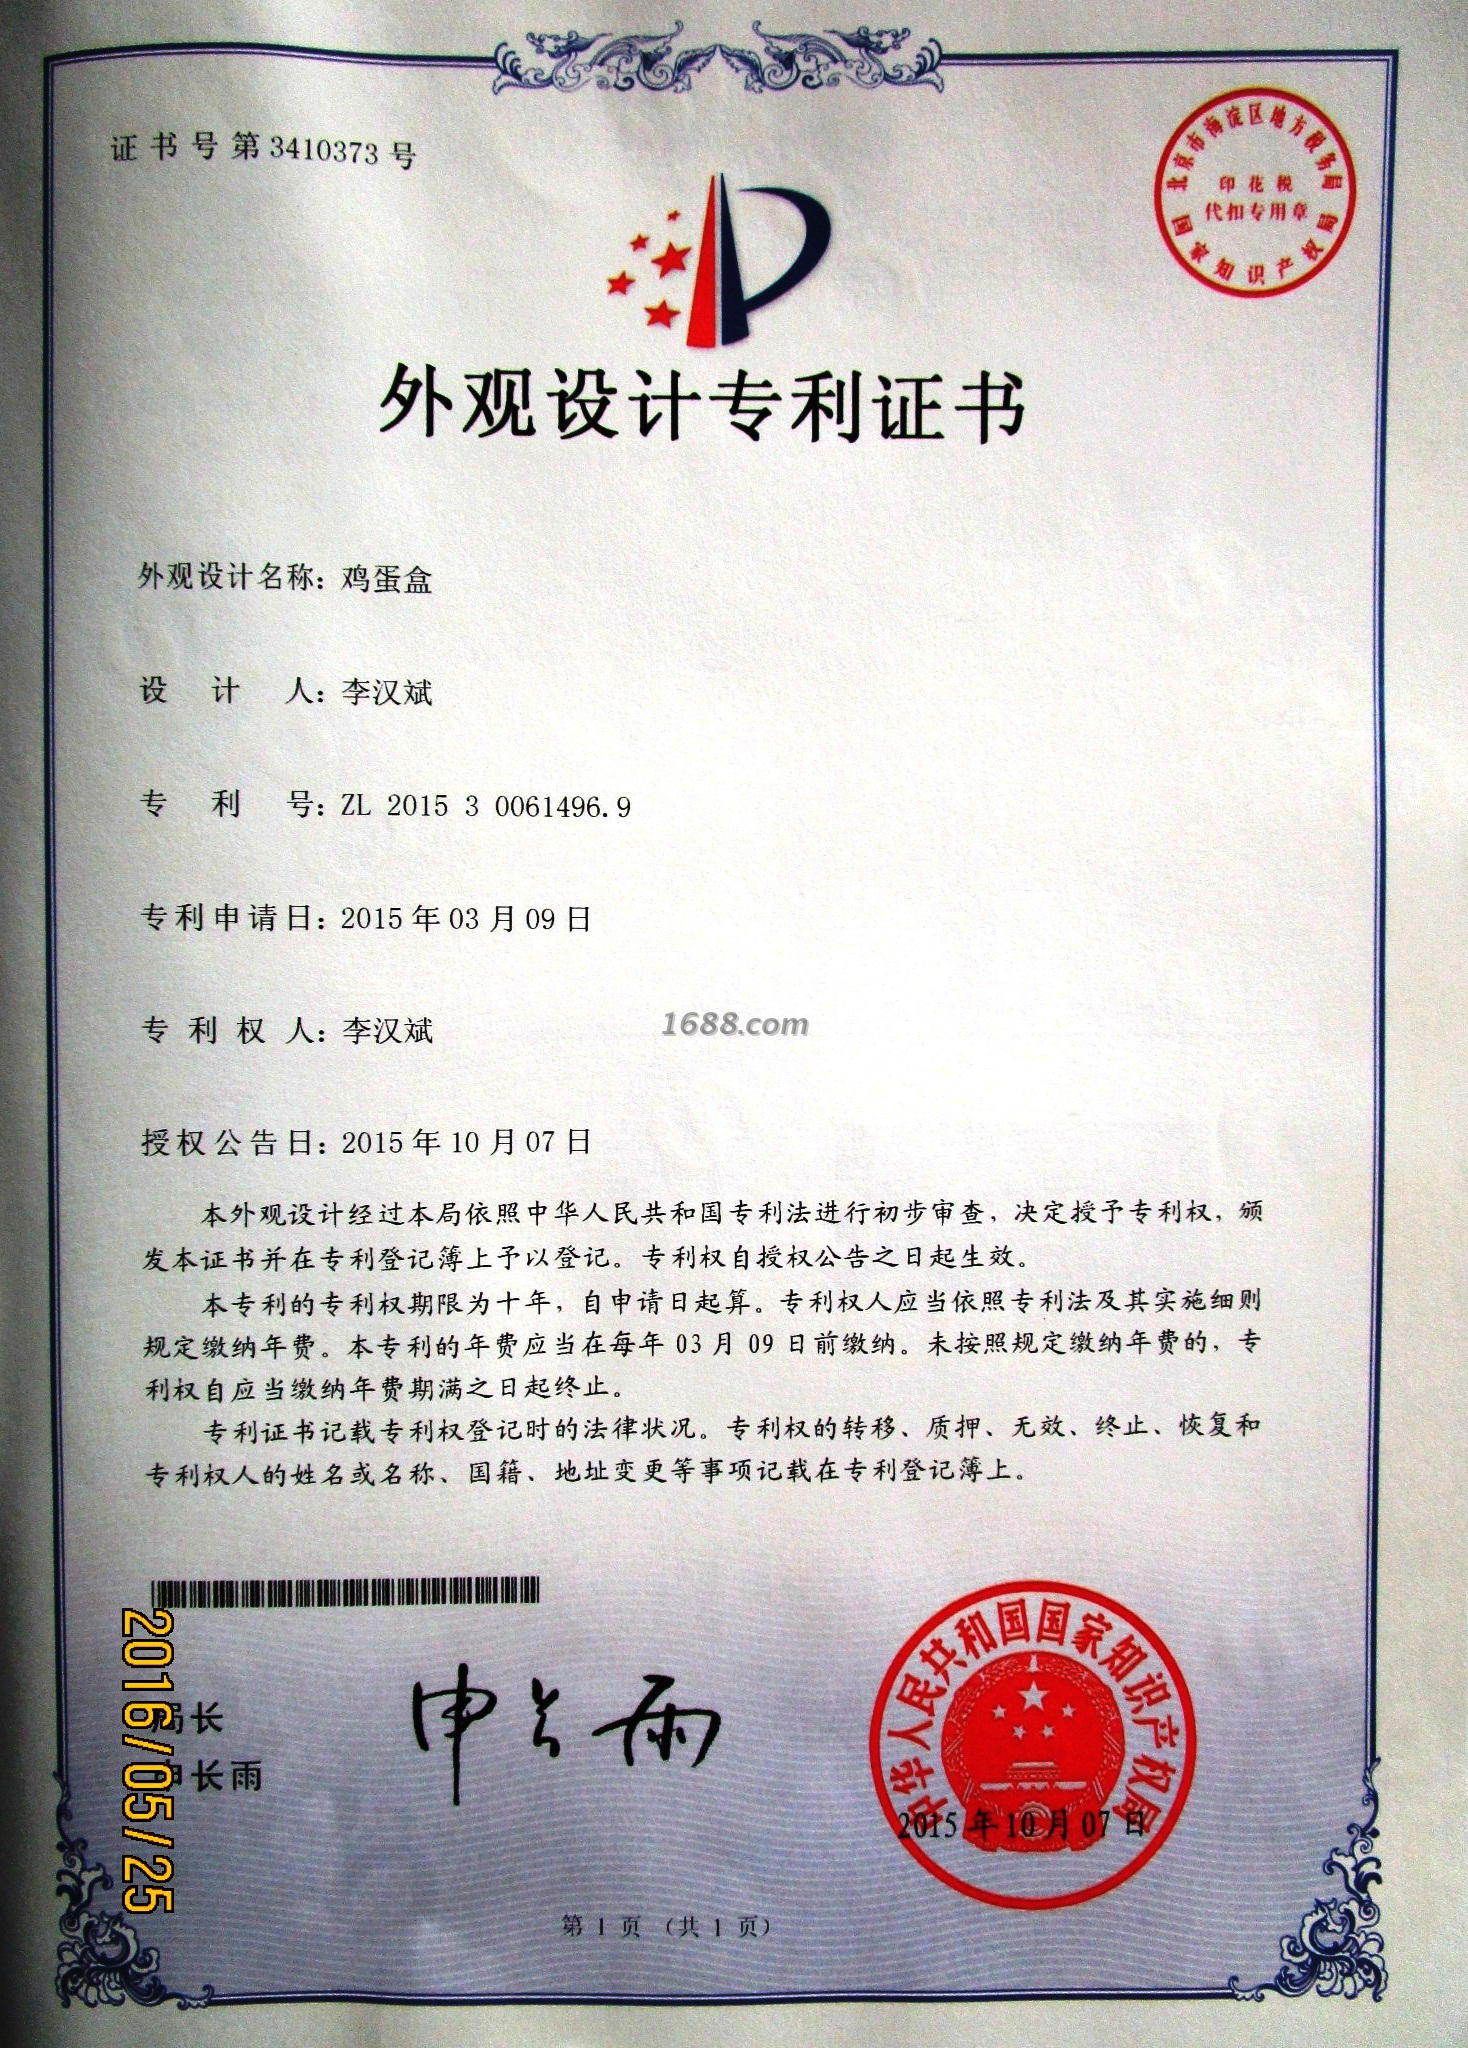 证书号第3410373号
北京市海淀区地方税务局
印花税
代扣专用章
国家知识产权局
外观设计专利证书
外观设计名称：鸡蛋盒
设计人：李汉斌
专利号：ZL 2015 3 0061496.9
专利申请日：2015年03月09日
专利权人：李汉斌
1688.com
授权公告日：2015年10月07日
本外观设计经过本局依照中华人民共和国专利法进行初步审查，决定授予专利权，颁
发本证书并在专利登记簿上予以登记。专利权自授权公告之日起生效。
本专利的专利权期限为十年，自申请日起算。专利权人应当依照专利法及其实施细则
规定缴纳年费。本专利的年费应当在每年03月09日前缴纳。未按照规定缴纳年费的，专
利权自应当缴纳年费期满之日起终止。
专利证书记载专利权登记时的法律状况。专利权的转移、质押、无效、终止、恢复和
专利权人的姓名或名称、国籍、地址变更等事项记载在专利登记簿上。
2016/05/25
局长
申长雨
申长雨
中华人民共和国国家知识产权局
2015年10月07日
第1页（共1页）